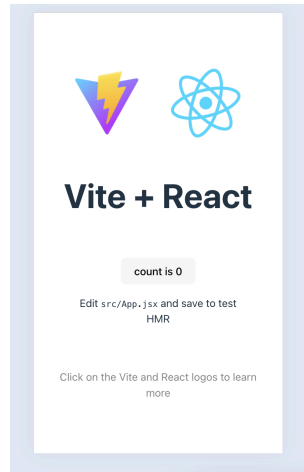 Vite + React
count is 0
Edit src/App.jsx and save to test
HMR
Click on the Vite and React logos to learn
more